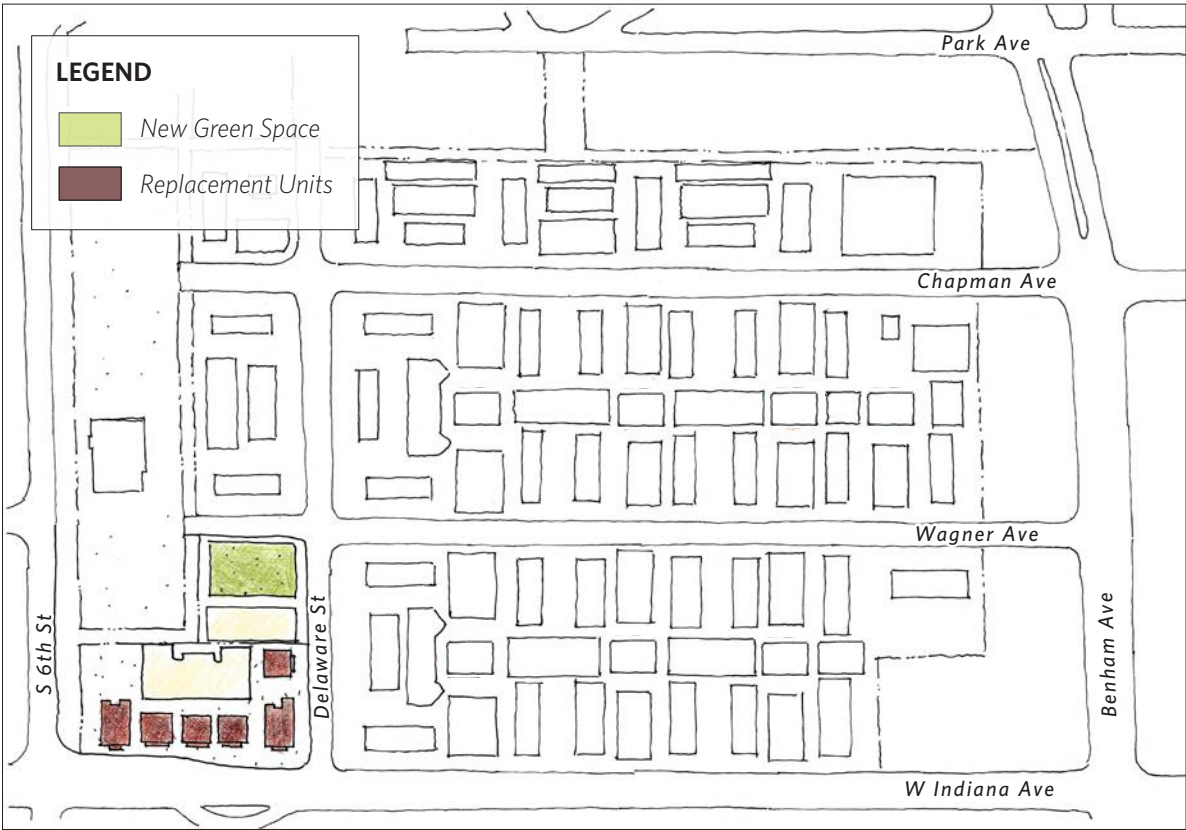 Park Ave
LEGEND
New Green Space
Replacement Units
Chapman Ave
Wagner Ave
S 6th St
Delaware St
Benham Ave
W Indiana Ave